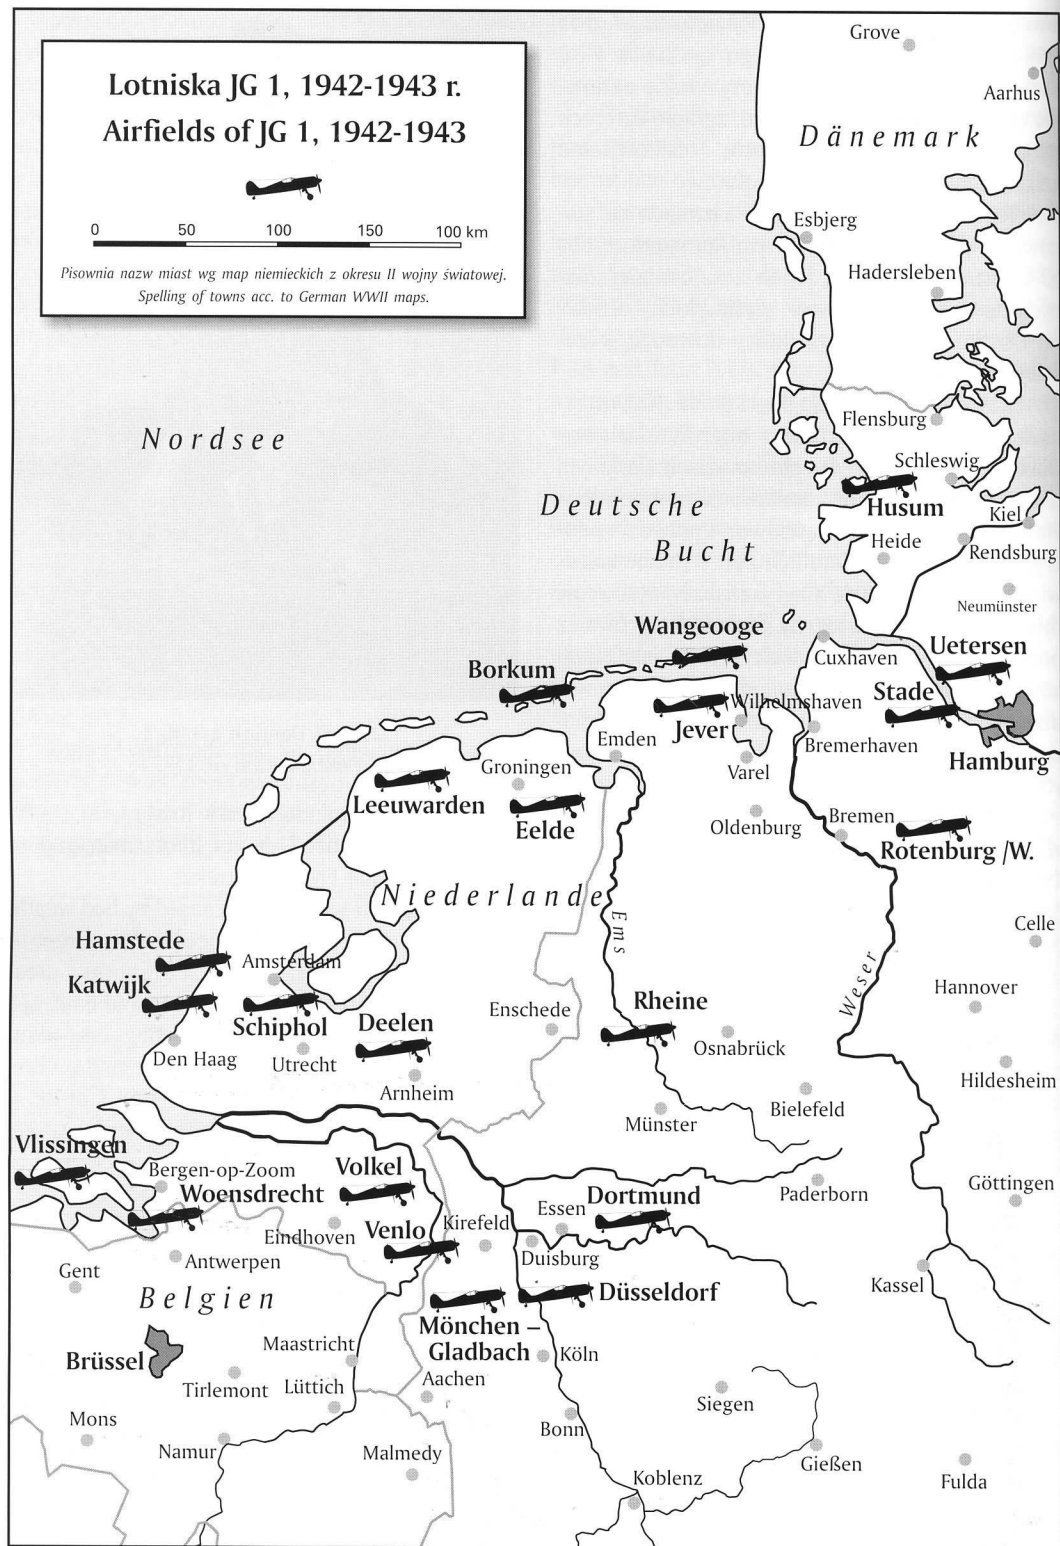 Lotniska JG 1, 1942-1943 r.
Airfields of JG 1, 1942-1943
0 50 100 150 100 km
Pisownia nazw miast wg map niemieckich z okresu II wojny światowej.
Spelling of towns acc. to German WWII maps.
Grove
Aarhus
Dänemark
Esbjerg
Hadersleben
Nordsee
Flensburg
Schleswig
Deutsche
Bucht
Husum
Kiel
Heide
Rendsburg
Neumünster
Wangeooge
Cuxhaven
Uetersen
Borkum
Stade
Wilhelmshaven
Jever
Bremerhaven
Emden
Hamburg
Groningen
Varel
Leeuwarden
Eelde
Oldenburg
Bremen
Rotenburg /W.
Niederlande
Ems
Celle
Hamstede
Amsterdam
Katwijk
Weser
Hannover
Schiphol
Deelen
Enschede
Rheine
Den Haag
Utrecht
Osnabrück
Arnheim
Hildesheim
Bielefeld
Münster
Vlissingen
Bergen-op-Zoom
Volkel
Woensdrecht
Dortmund
Paderborn
Göttingen
Venlo
Kirefeld
Essen
Eindhoven
Antwerpen
Duisburg
Gent
Kassel
Belgien
Düsseldorf
Mönchen –
Gladbach
Brüssel
Maastricht
Köln
Tirlemont
Lüttich
Aachen
Siegen
Mons
Bonn
Namur
Malmedy
Gießen
Koblenz
Fulda